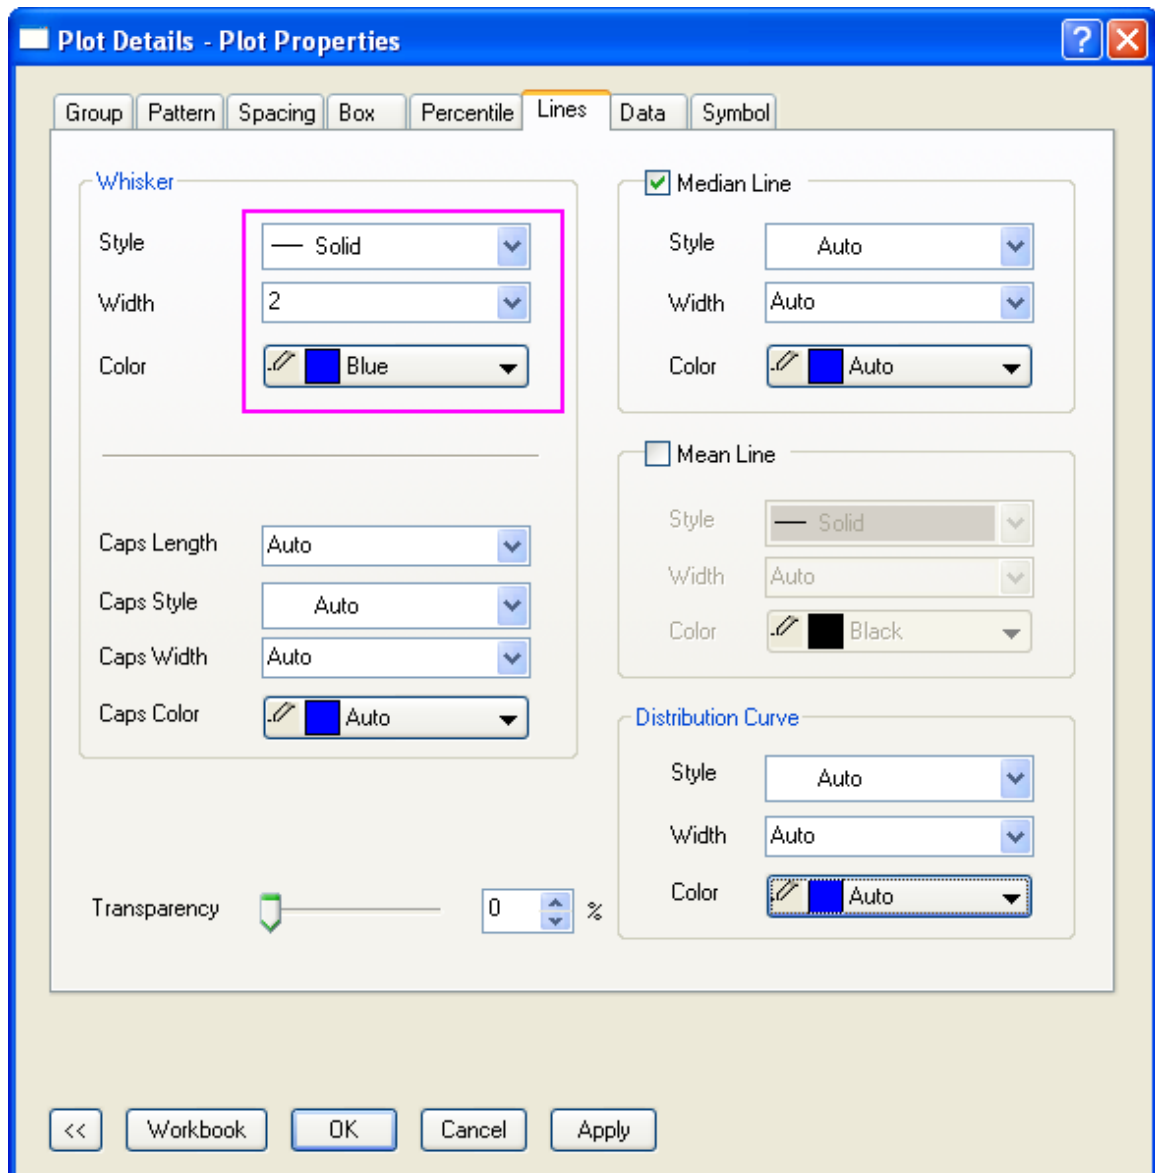 Plot Details - Plot Properties
?
Group Pattern Spacing Box Percentile Lines Data Symbol
Whisker
Style Solid
Width 2
Color Blue
Caps Length Auto
Caps Style Auto
Caps Width Auto
Caps Color Auto
Transparency 0 %
Median Line
Style Auto
Width Auto
Color Auto
Mean Line
Style Solid
Width Auto
Color Black
Distribution Curve
Style Auto
Width Auto
Color Auto
<< Workbook OK Cancel Apply